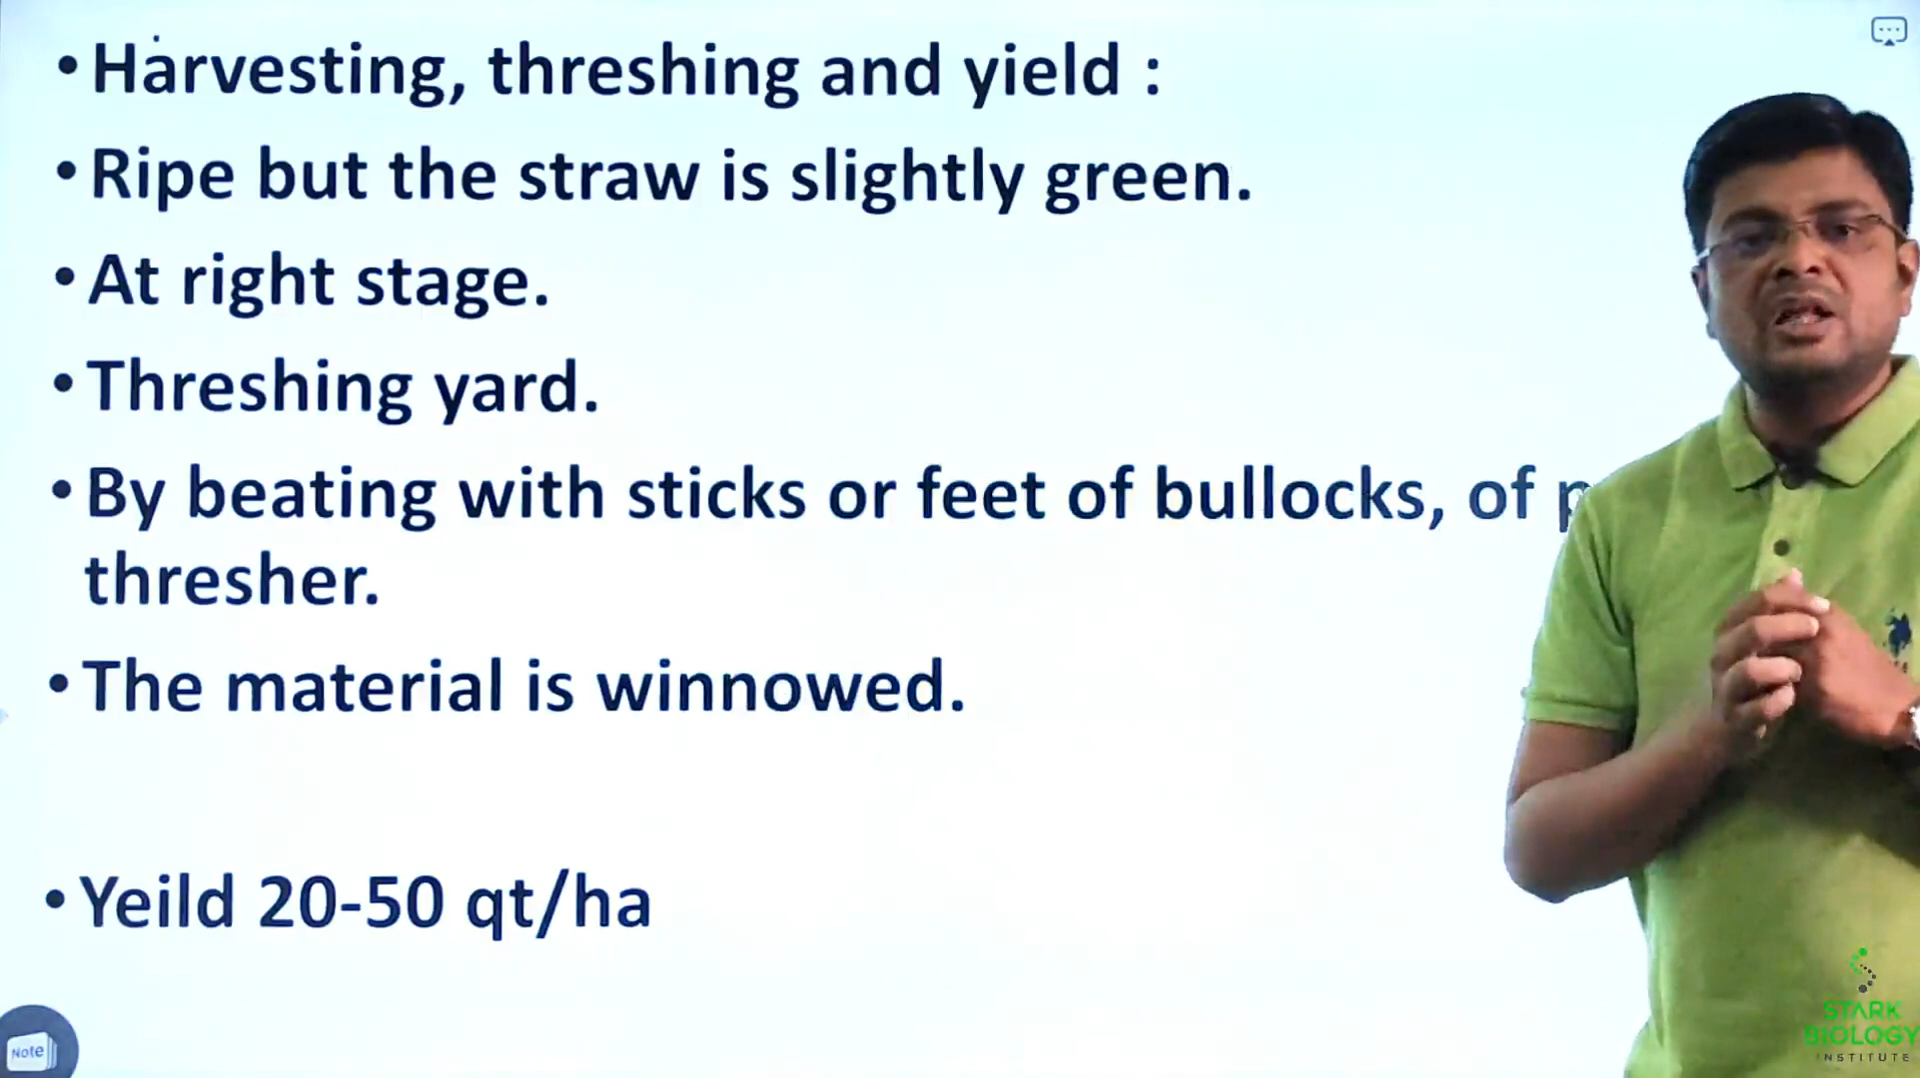 • Harvesting, threshing and yield :
• Ripe but the straw is slightly green.
• At right stage.
• Threshing yard.
• By beating with sticks or feet of bullocks, of
thresher.
• The material is winnowed.
• Yeild 20-50 qt/ha
Note
STARK
BIOLOGY
INSTITUTE